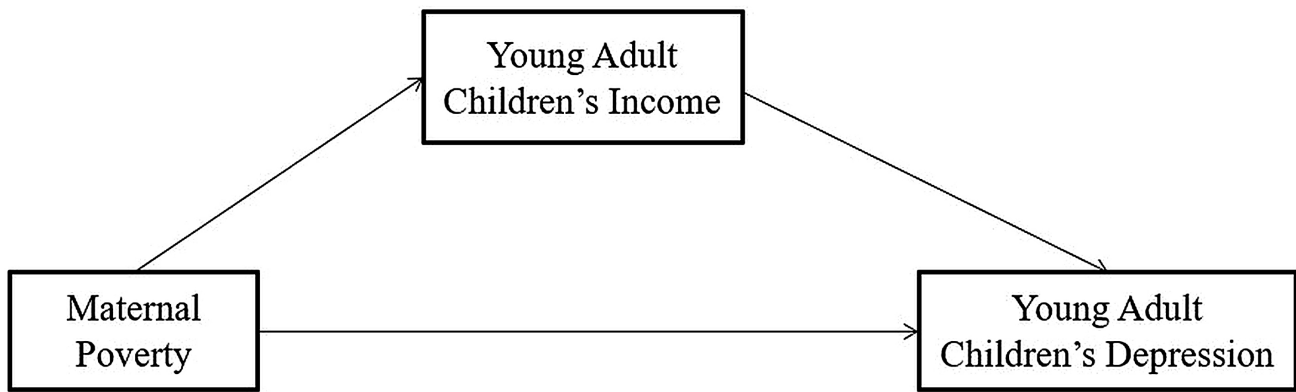 Young Adult
Children’s Income
Maternal
Poverty
Young Adult
Children’s Depression